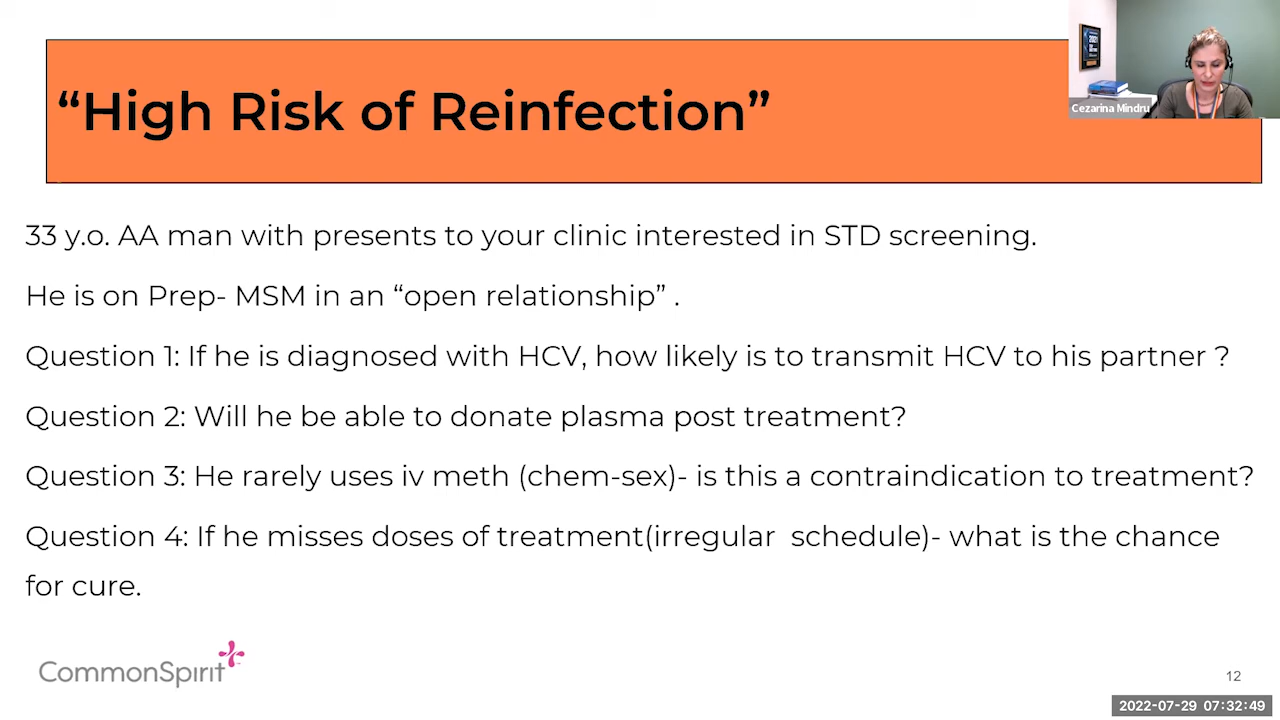 “High Risk of Reinfection”
Cezarina Mindru
33 y.o. AA man with presents to your clinic interested in STD screening.
He is on Prep- MSM in an “open relationship” .
Question 1: If he is diagnosed with HCV, how likely is to transmit HCV to his partner ?
Question 2: Will he be able to donate plasma post treatment?
Question 3: He rarely uses iv meth (chem-sex)- is this a contraindication to treatment?
Question 4: If he misses doses of treatment(irregular schedule)- what is the chance
for cure.
CommonSpirit
12
2022-07-29 07:32:49